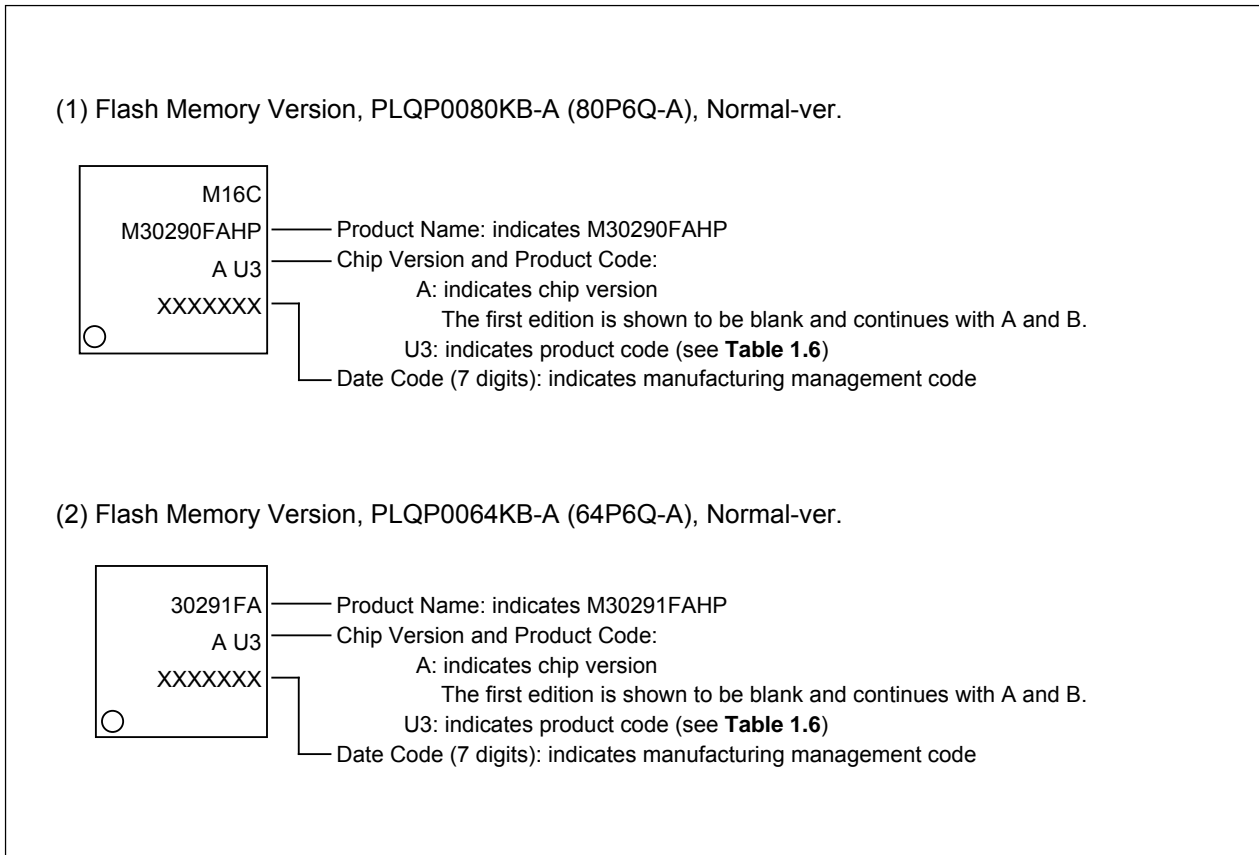 (1) Flash Memory Version, PLQP0080KB-A (80P6Q-A), Normal-ver.
M16C
M30290FAHP
Product Name: indicates M30290FAHP
A U3
Chip Version and Product Code:
A: indicates chip version
The first edition is shown to be blank and continues with A and B.
XXXXXXX
U3: indicates product code (see Table 1.6)
Date Code (7 digits): indicates manufacturing management code
(2) Flash Memory Version, PLQP0064KB-A (64P6Q-A), Normal-ver.
30291FA
Product Name: indicates M30291FAHP
A U3
Chip Version and Product Code:
A: indicates chip version
The first edition is shown to be blank and continues with A and B.
XXXXXXX
U3: indicates product code (see Table 1.6)
Date Code (7 digits): indicates manufacturing management code